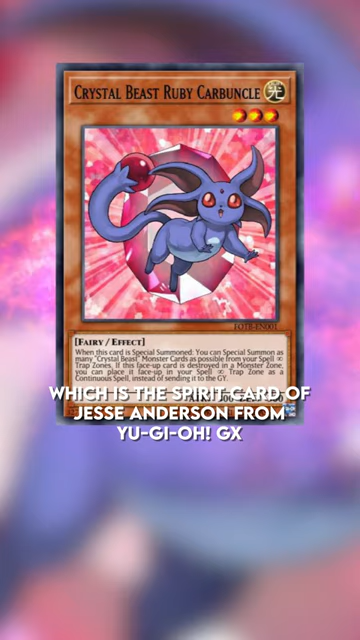 CRYSTAL BEAST RUBY CARBUNCLE
FOTB-EN001
[FAIRY / EFFECT]
When this card is Special Summoned: You can Special Summon as
many "Crystal Beast" Monster Cards as possible from your Spell &
Trap Zones. If this face-up card is destroyed in a Monster Zone,
you can place it face-up in your Spell & Trap Zone as a
Continuous Spell, instead of sending it to the GY.
WHICH IS THE SPIRIT CARD OF
JESSE ANDERSON FROM
YU-GI-OH! GX